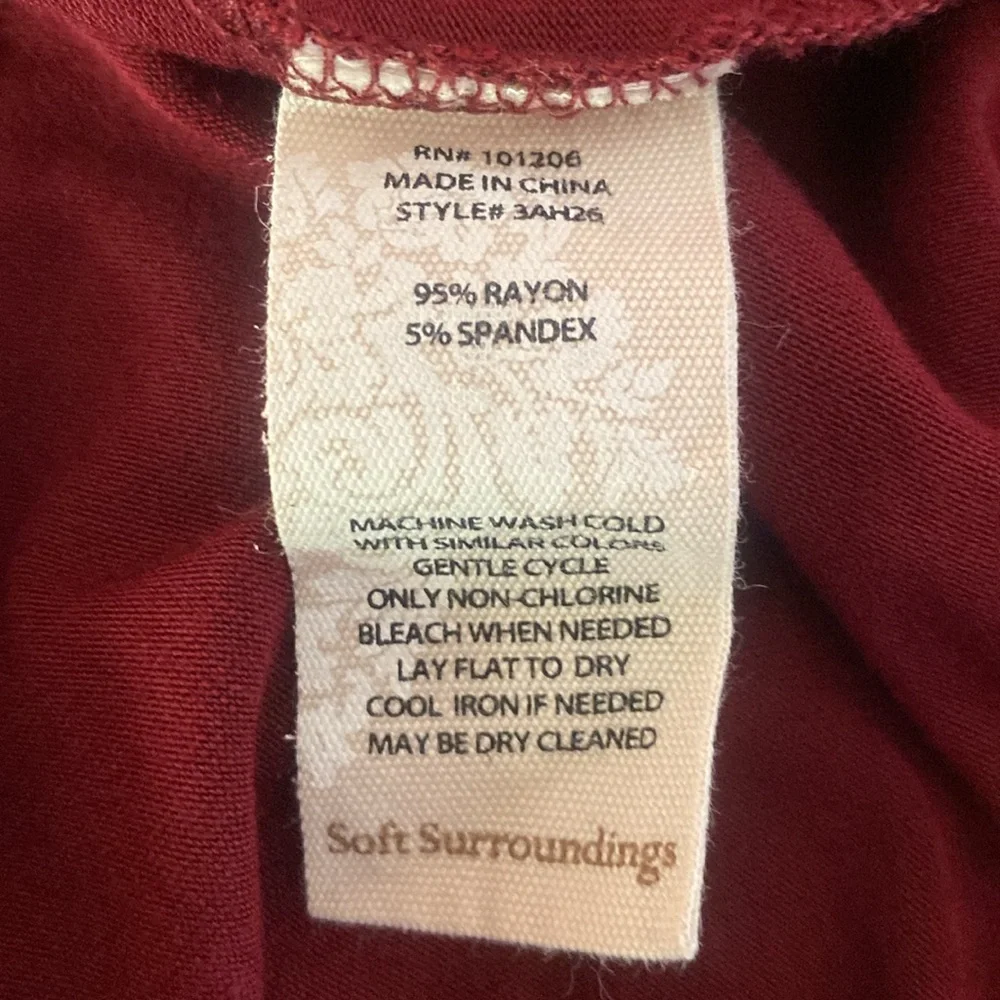 RN# 101206
MADE IN CHINA
STYLE# 3AH26
95% RAYON
5% SPANDEX
MACHINE WASH COLD
WITH SIMILAR COLORS
GENTLE CYCLE
ONLY NON-CHLORINE
BLEACH WHEN NEEDED
LAY FLAT TO DRY
COOL IRON IF NEEDED
MAY BE DRY CLEANED
Soft Surroundings